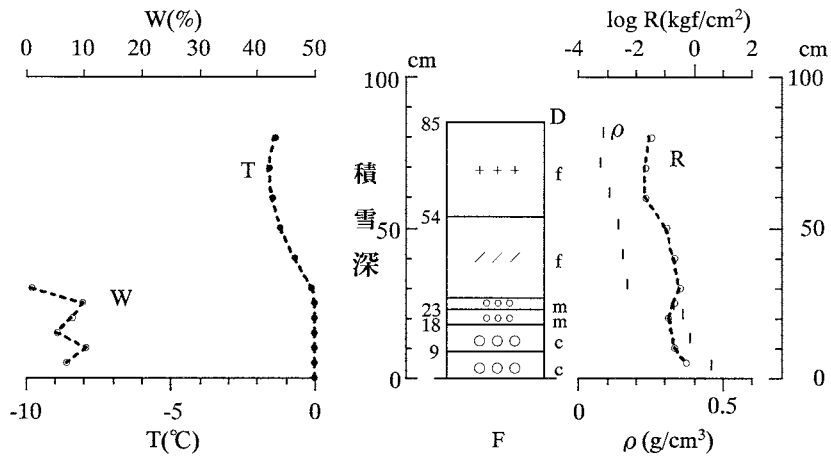 W(%)
0 10 20 30 40 50
log R(kgf/cm²)
-4 -2 0
cm
100
50
0
T
W
-10 -5 0
T(℃)
積雪深
D
85
54
23
18
9
f
f
m
m
c
c
F
ρ
R
cm
100
50
0
0 0.5
ρ (g/cm³)